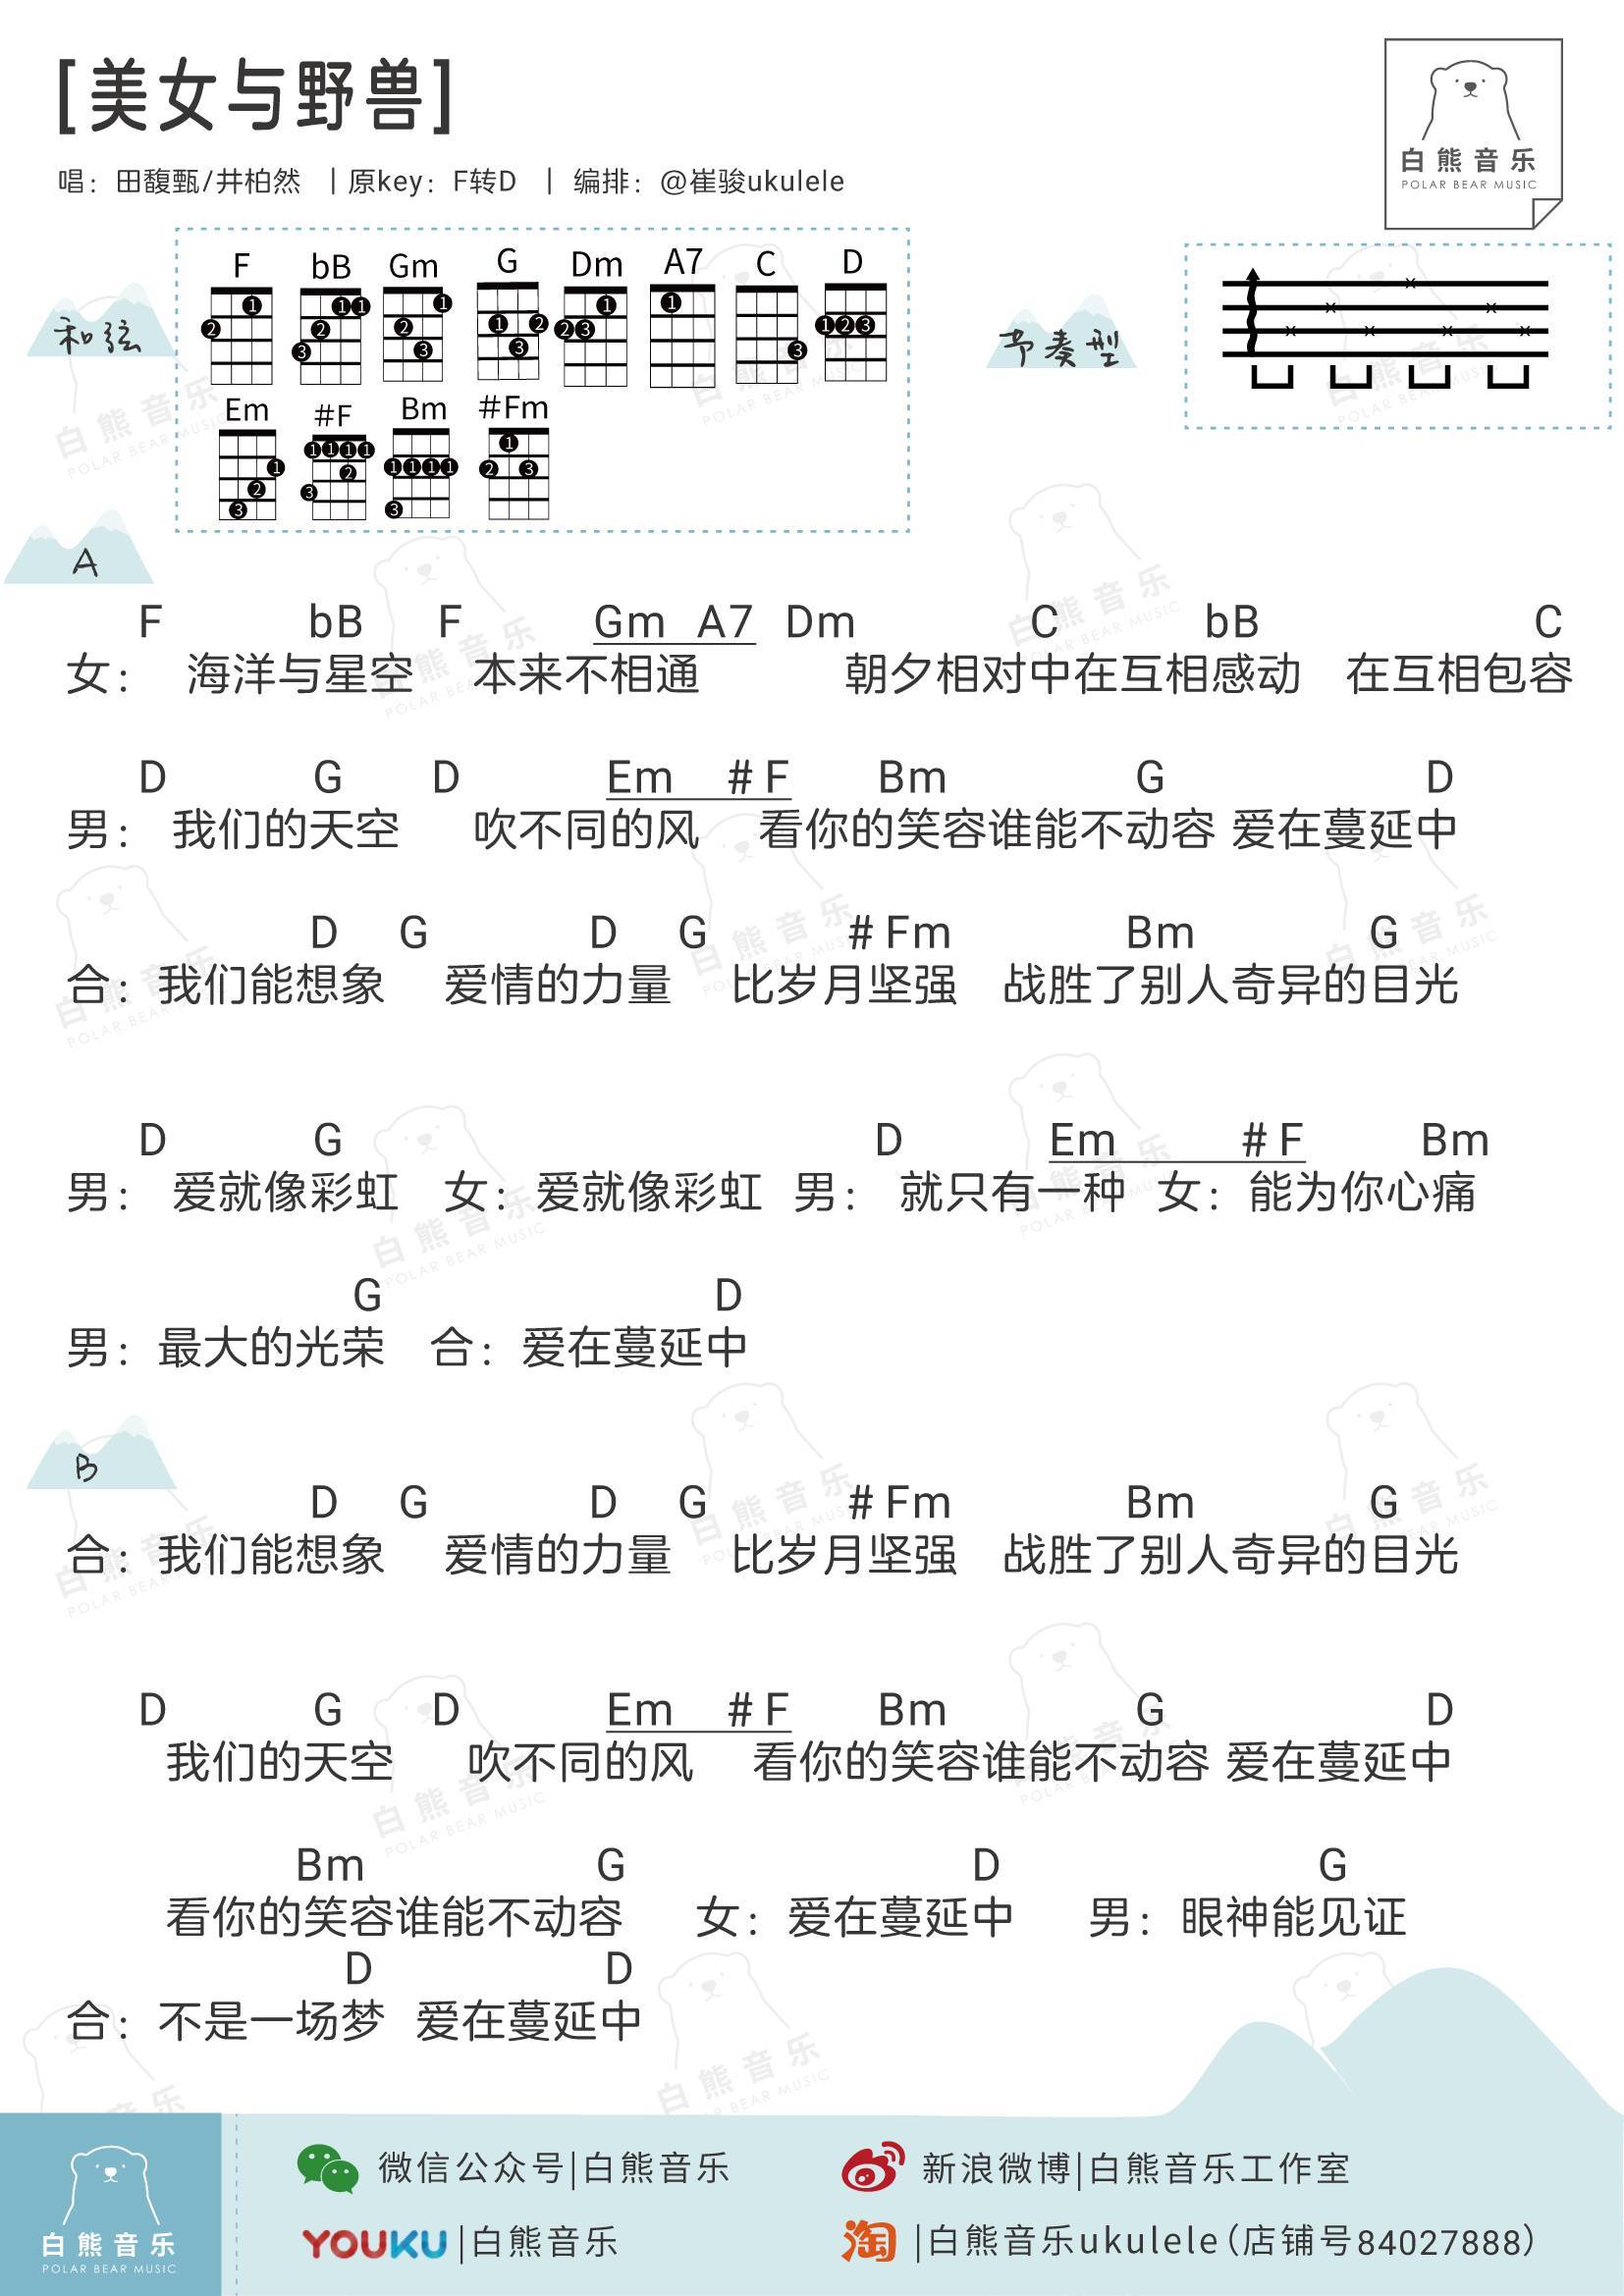 [美女与野兽]
白熊音乐
POLAR BEAR MUSIC
唱：田馥甄/井柏然 | 原key：F转D | 编排：@崔骏ukulele
和弦
F bB Gm G Dm A7 C D
Em #F Bm #Fm
节奏型
A
F bB F Gm A7 Dm C bB C
女： 海洋与星空 本来不相通 朝夕相对中在互相感动 在互相包容
D G D Em #F Bm G D
男： 我们的天空 吹不同的风 看你的笑容谁能不动容 爱在蔓延中
D G D G #Fm Bm G
合：我们能想象 爱情的力量 比岁月坚强 战胜了别人奇异的目光
D G D Em #F Bm
男： 爱就像彩虹 女：爱就像彩虹 男： 就只有一种 女：能为你心痛
G D
男：最大的光荣 合：爱在蔓延中
B
D G D G #Fm Bm G
合：我们能想象 爱情的力量 比岁月坚强 战胜了别人奇异的目光
D G D Em #F Bm G D
我们的天空 吹不同的风 看你的笑容谁能不动容 爱在蔓延中
Bm G D G
看你的笑容谁能不动容 女：爱在蔓延中 男：眼神能见证
D D
合：不是一场梦 爱在蔓延中
白熊音乐
POLAR BEAR MUSIC
微信公众号|白熊音乐
新浪微博|白熊音乐工作室
YOUKU |白熊音乐
淘 |白熊音乐ukulele（店铺号84027888）